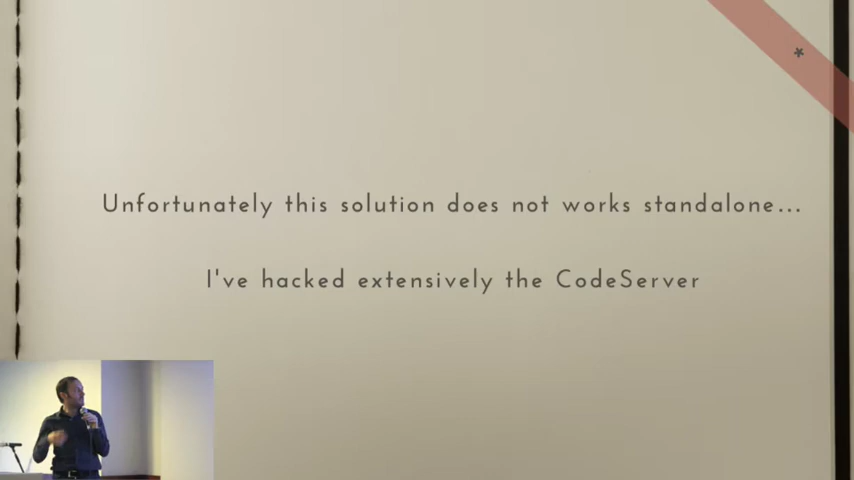 *
Unfortunately this solution does not works standalone...
I've hacked extensively the CodeServer